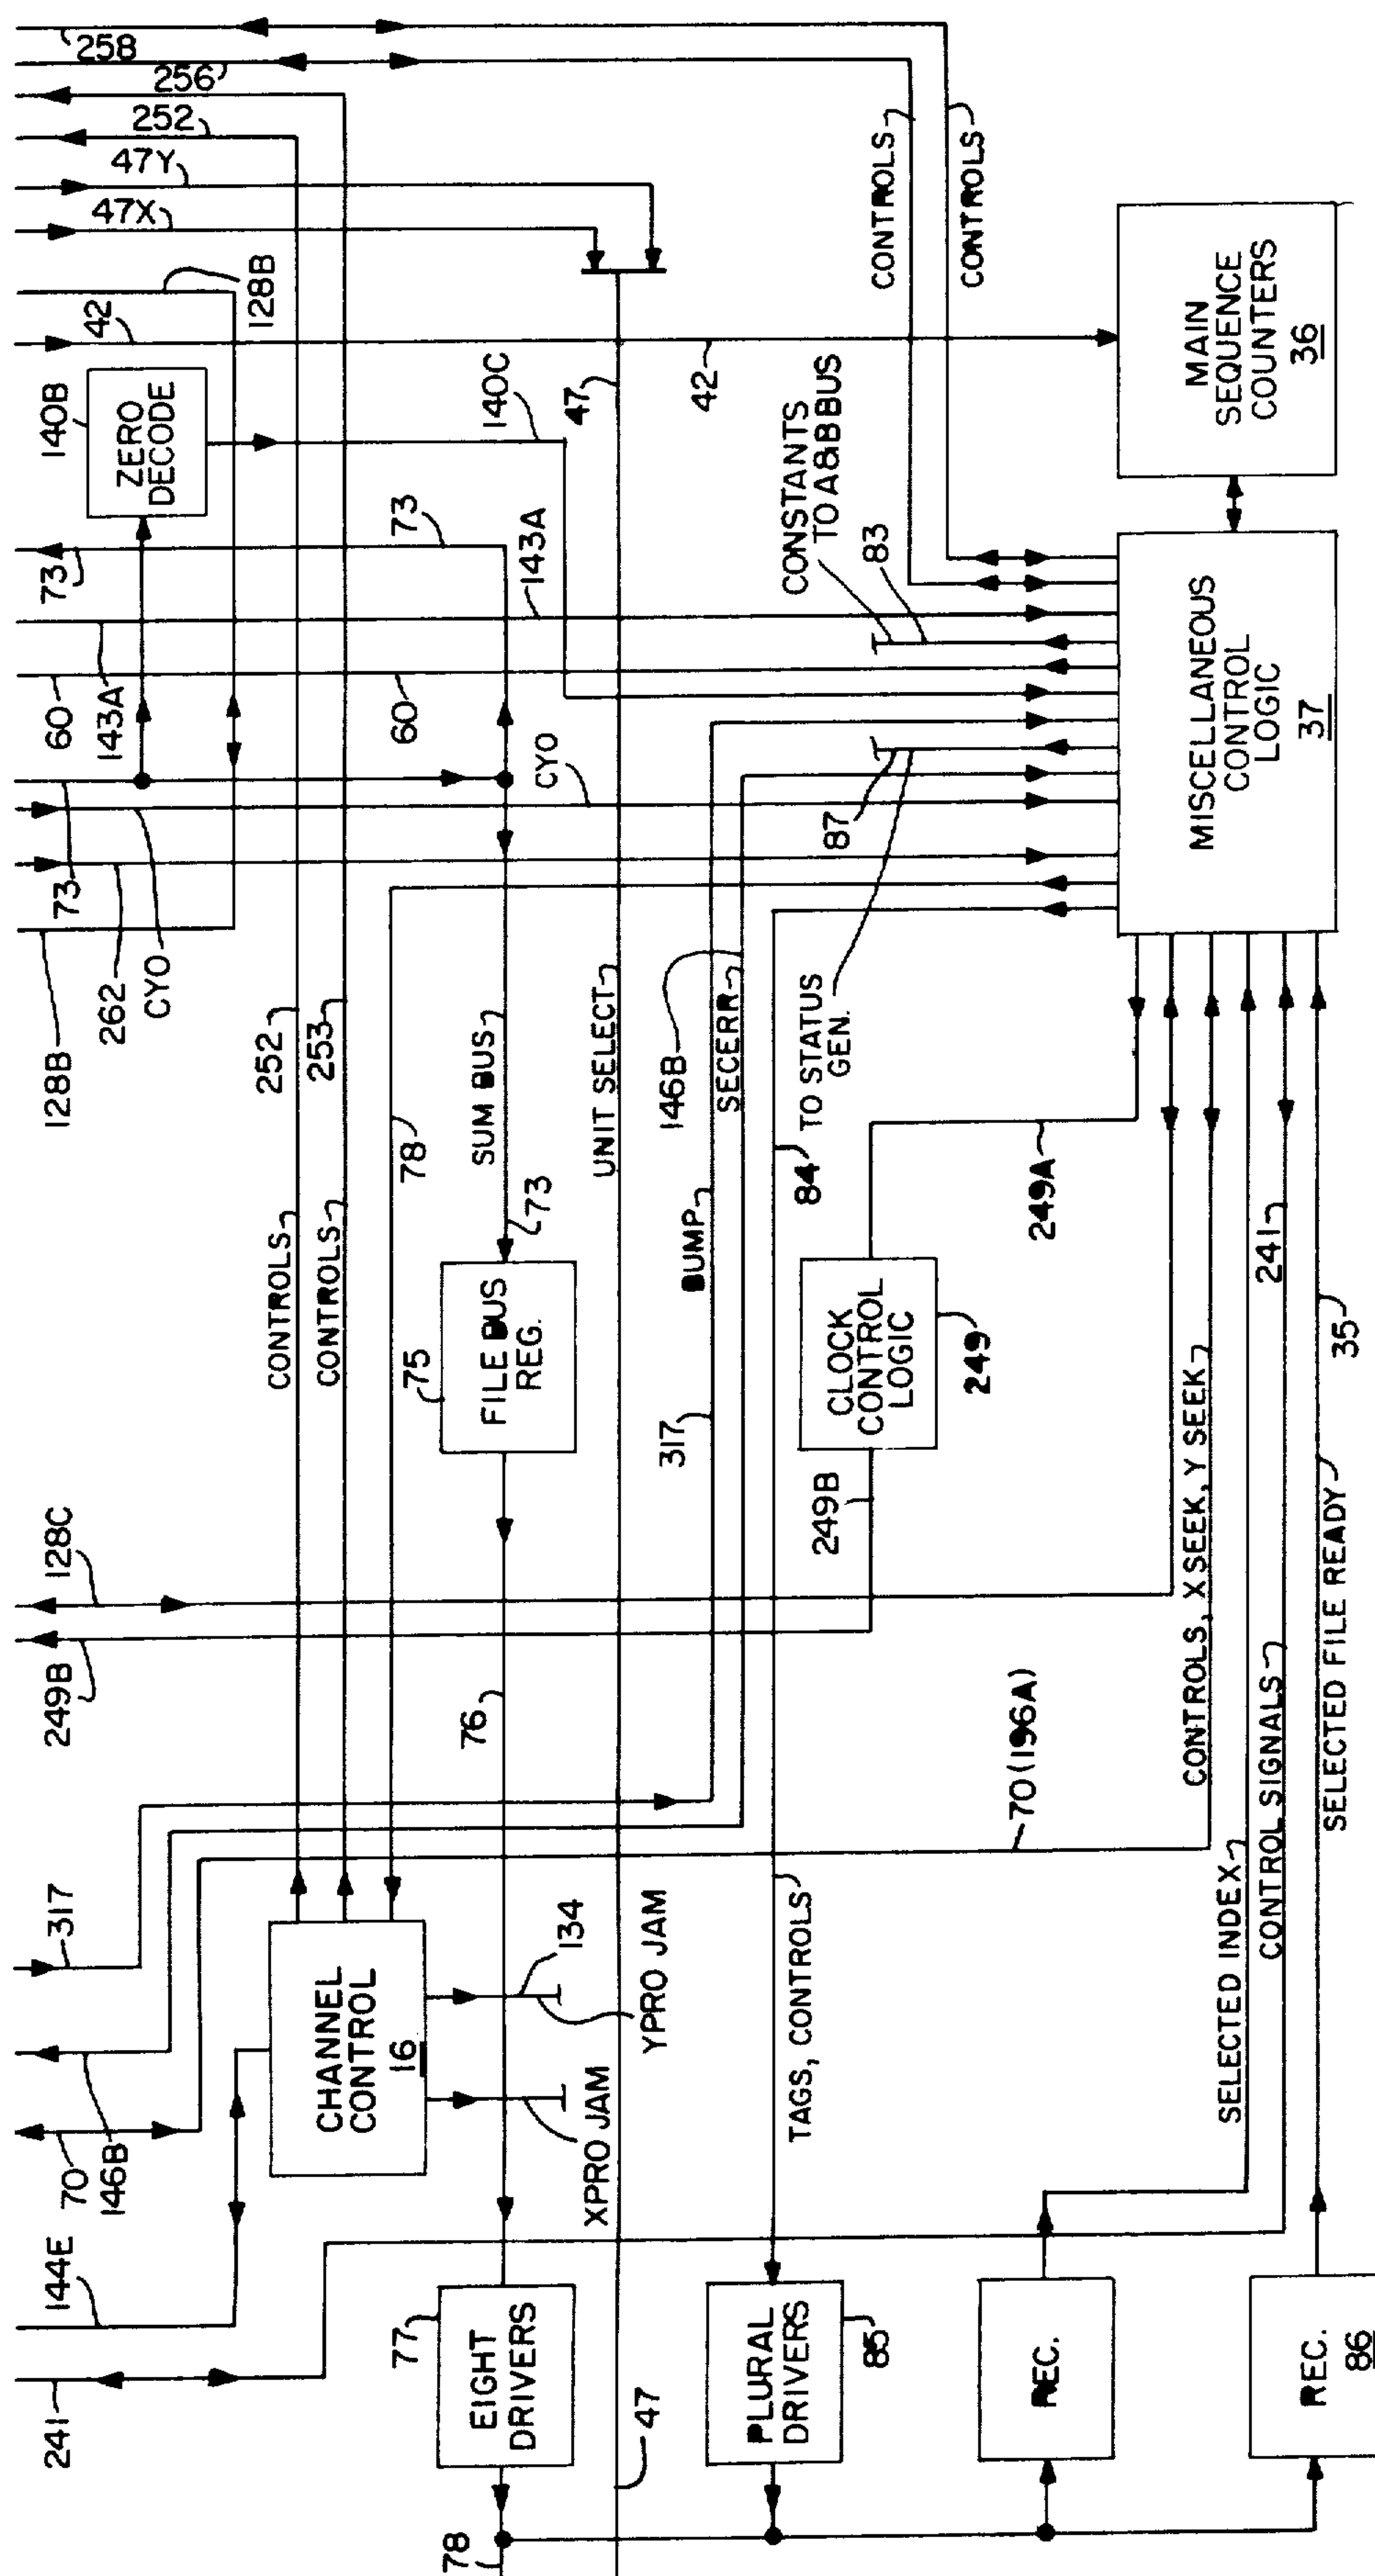 258
256
252
47Y
47X
128B
42
140B
ZERO
DECODE
73
143A
60
73
CYO
262
128B
CONTROLS
CONTROLS
MAIN
SEQUENCE
COUNTERS
36
42
47
140C
73
143A
60
CYO
CONSTANTS
TO A&B BUS
83
MISCELLANEOUS
CONTROL
LOGIC
37
87
252
253
78
SUM BUS
73
UNIT SELECT
146B
SECERR
TO STATUS
GEN.
84
BUMP
317
249A
241
35
CONTROLS
CONTROLS
75
FILE BUS
REG.
CLOCK
CONTROL
LOGIC
249
249B
128C
249B
76
CONTROLS, X SEEK, Y SEEK
70 (196A)
SELECTED INDEX
CONTROL SIGNALS
SELECTED FILE READY
317
70
146B
144E
241
CHANNEL
CONTROL
16
134
YPRO JAM
XPRO JAM
TAGS, CONTROLS
77
EIGHT
DRIVERS
78
47
PLURAL
DRIVERS
85
REC.
REC.
86